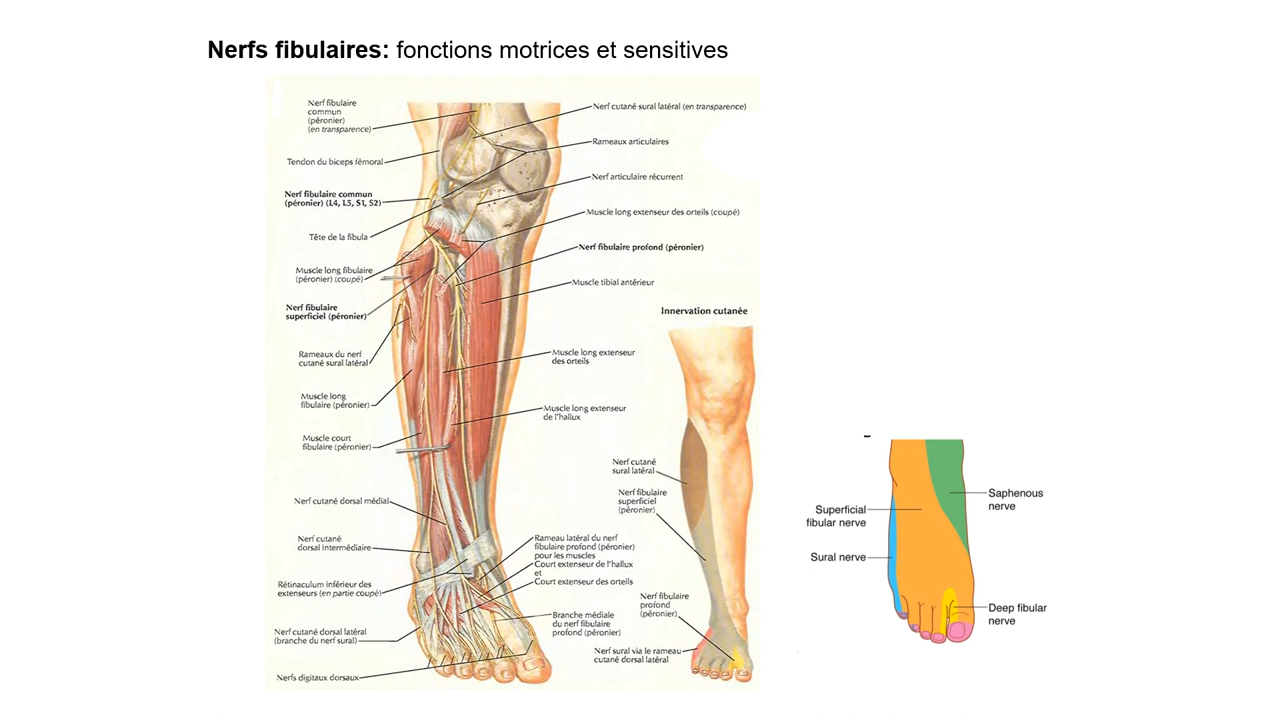 Nerfs fibulaires: fonctions motrices et sensitives
Nerf fibulaire
commun
(péronier)
(en transparence)
Tendon du biceps fémoral
Nerf fibulaire commun
(péronier) (L4, L5, S1, S2)
Tête de la fibula
Muscle long fibulaire
(péronier) (coupé)
Nerf fibulaire
superficiel (péronier)
Rameaux du nerf
cutané sural latéral
Muscle long
fibulaire (péronier)
Muscle court
fibulaire (péronier)
Nerf cutané dorsal médial
Nerf cutané
dorsal intermédiaire
Rétinaculum inférieur des
extenseurs (en partie coupé)
Nerf cutané dorsal latéral
(branche du nerf sural)
Nerfs digitaux dorsaux
Nerf cutané sural latéral (en transparence)
Rameaux articulaires
Nerf articulaire récurrent
Muscle long extenseur des orteils (coupé)
Nerf fibulaire profond (péronier)
Muscle tibial antérieur
Muscle long extenseur
des orteils
Muscle long extenseur
de l'hallux
Rameau latéral du nerf
fibulaire profond (péronier)
pour les muscles
Court extenseur de l'hallux
et
Court extenseur des orteils
Branche médiale
du nerf fibulaire
profond (péronier)
Innervation cutanée
Nerf cutané
sural latéral
Nerf fibulaire
superficiel
(péronier)
Nerf fibulaire
profond
(péronier)
Nerf sural via le rameau
cutané dorsal latéral
Superficial
fibular nerve
Sural nerve
Saphenous
nerve
Deep fibular
nerve